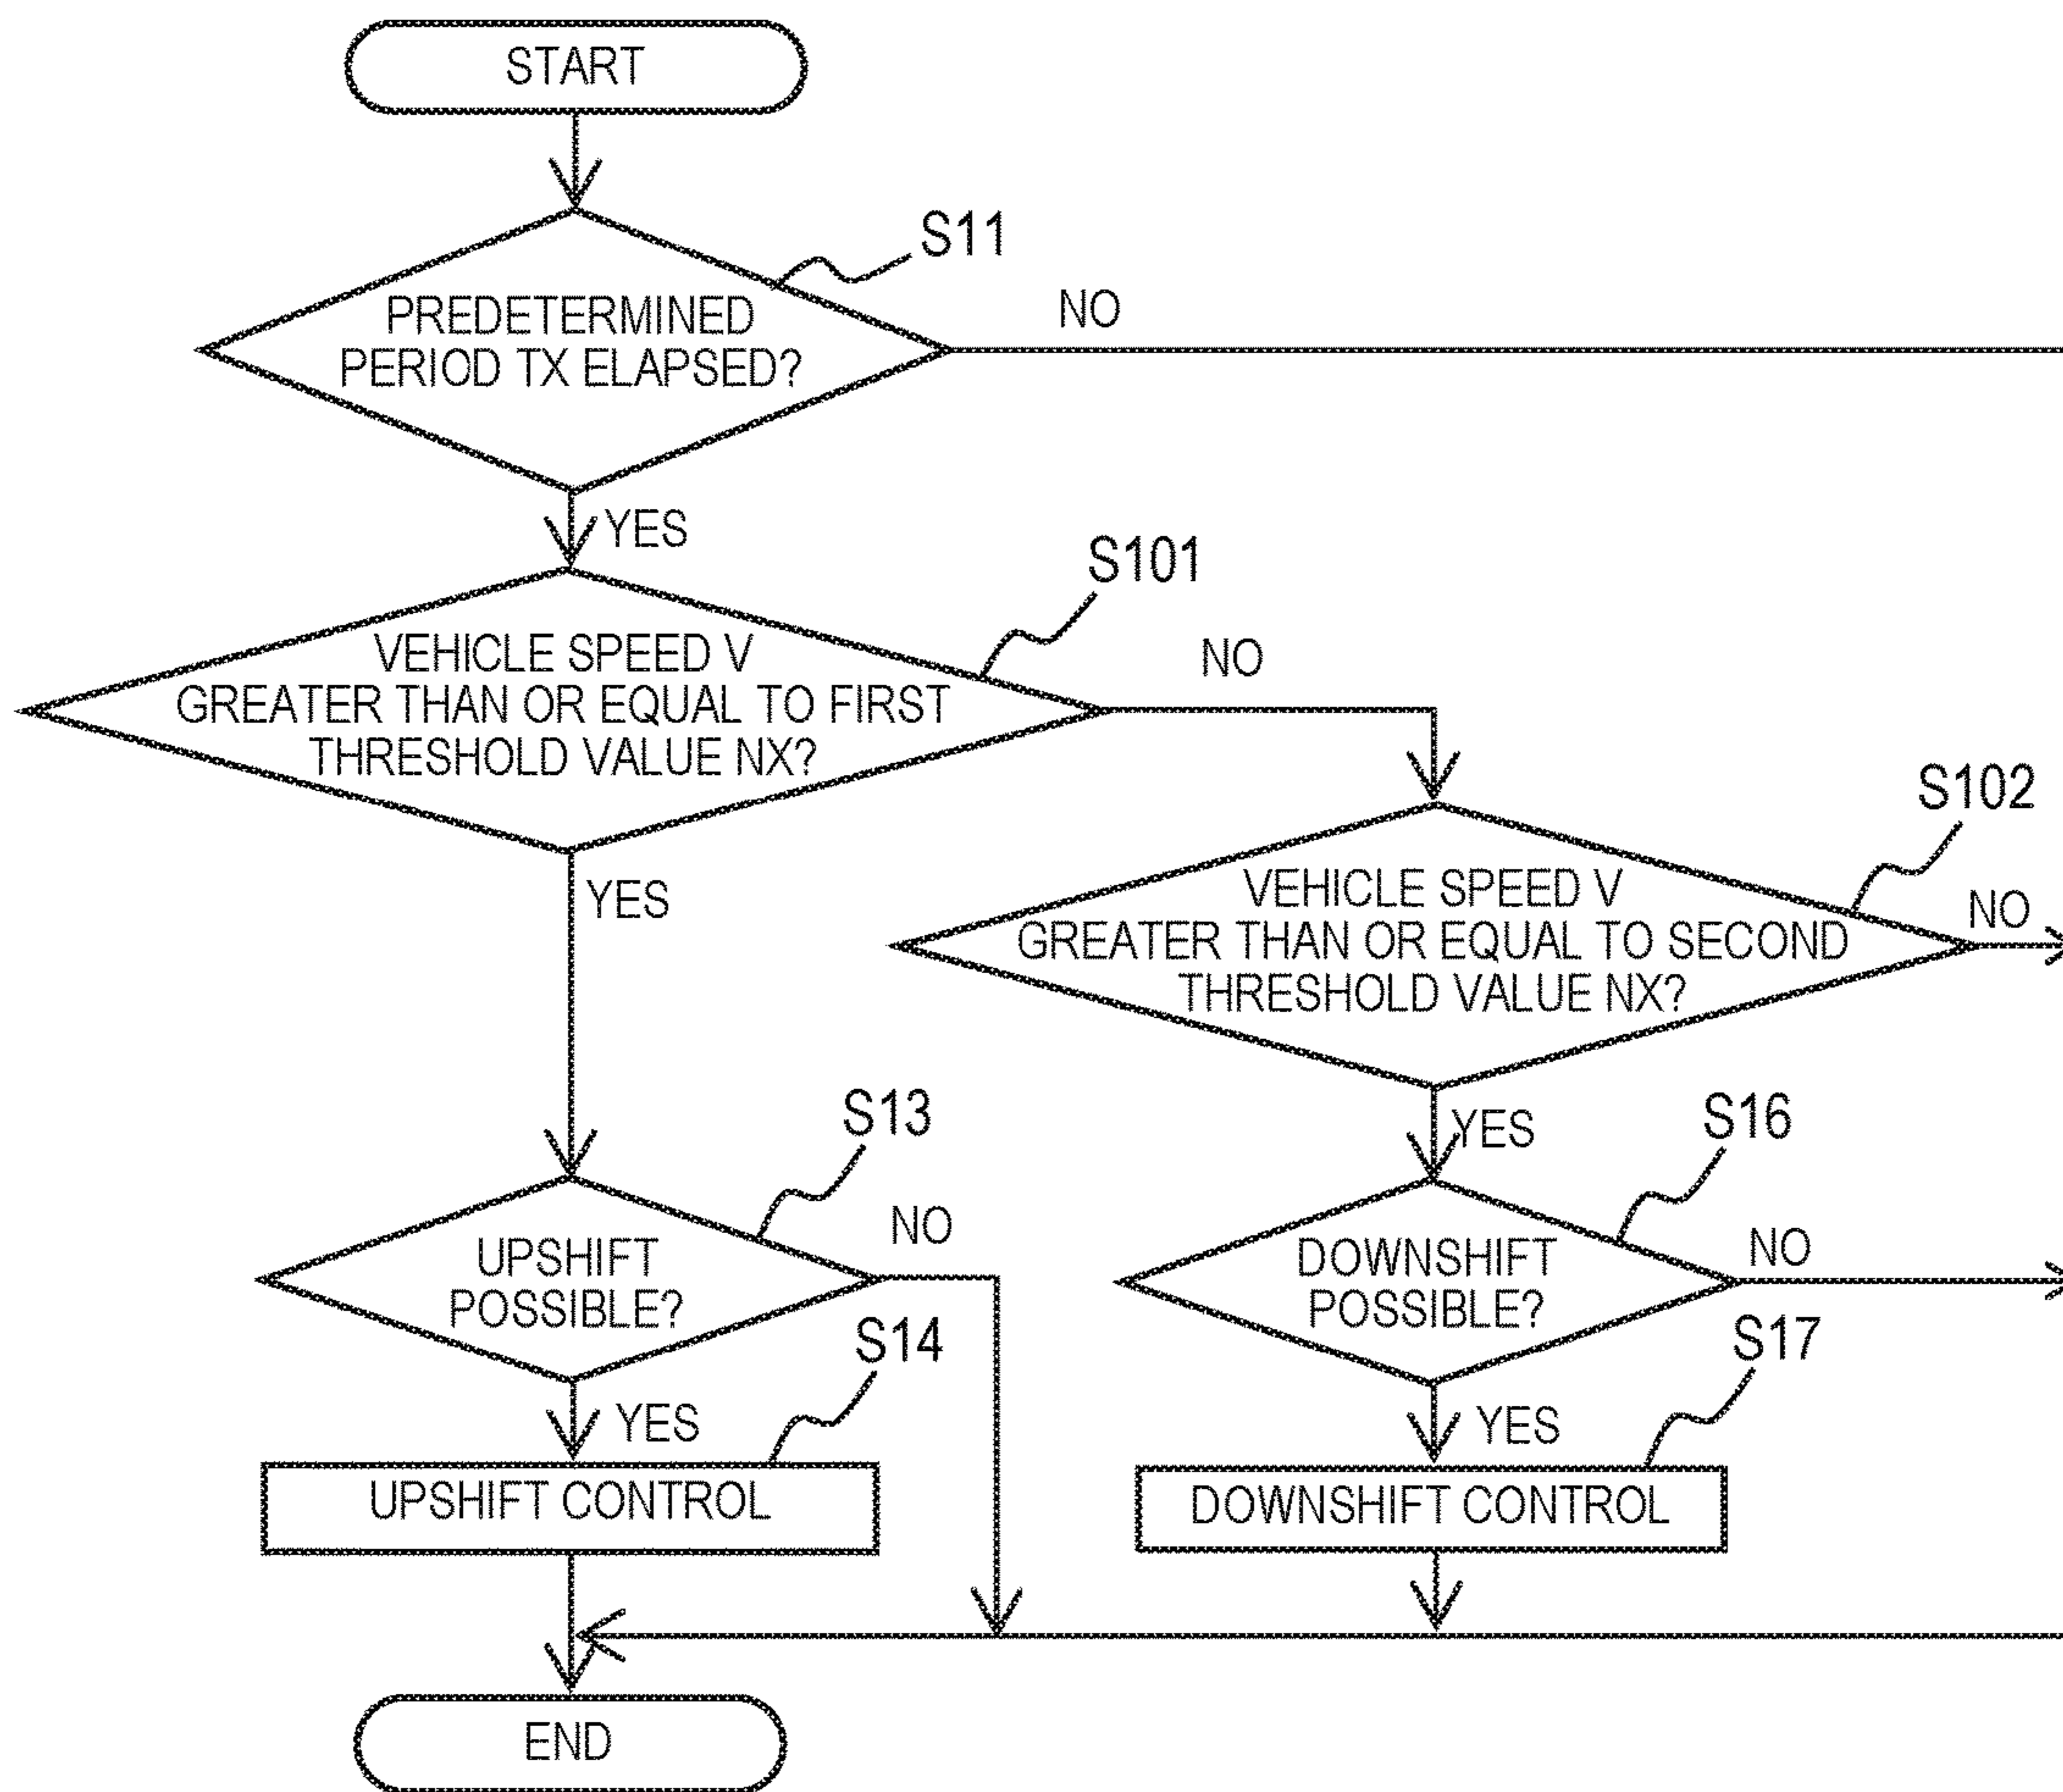 START
S11
PREDETERMINED
PERIOD TX ELAPSED?
NO
YES
S101
VEHICLE SPEED V
GREATER THAN OR EQUAL TO FIRST
THRESHOLD VALUE NX?
NO
YES
S102
VEHICLE SPEED V
GREATER THAN OR EQUAL TO SECOND
THRESHOLD VALUE NX?
NO
YES
S13
UPSHIFT
POSSIBLE?
NO
YES
S16
DOWNSHIFT
POSSIBLE?
NO
YES
S14
UPSHIFT CONTROL
S17
DOWNSHIFT CONTROL
END